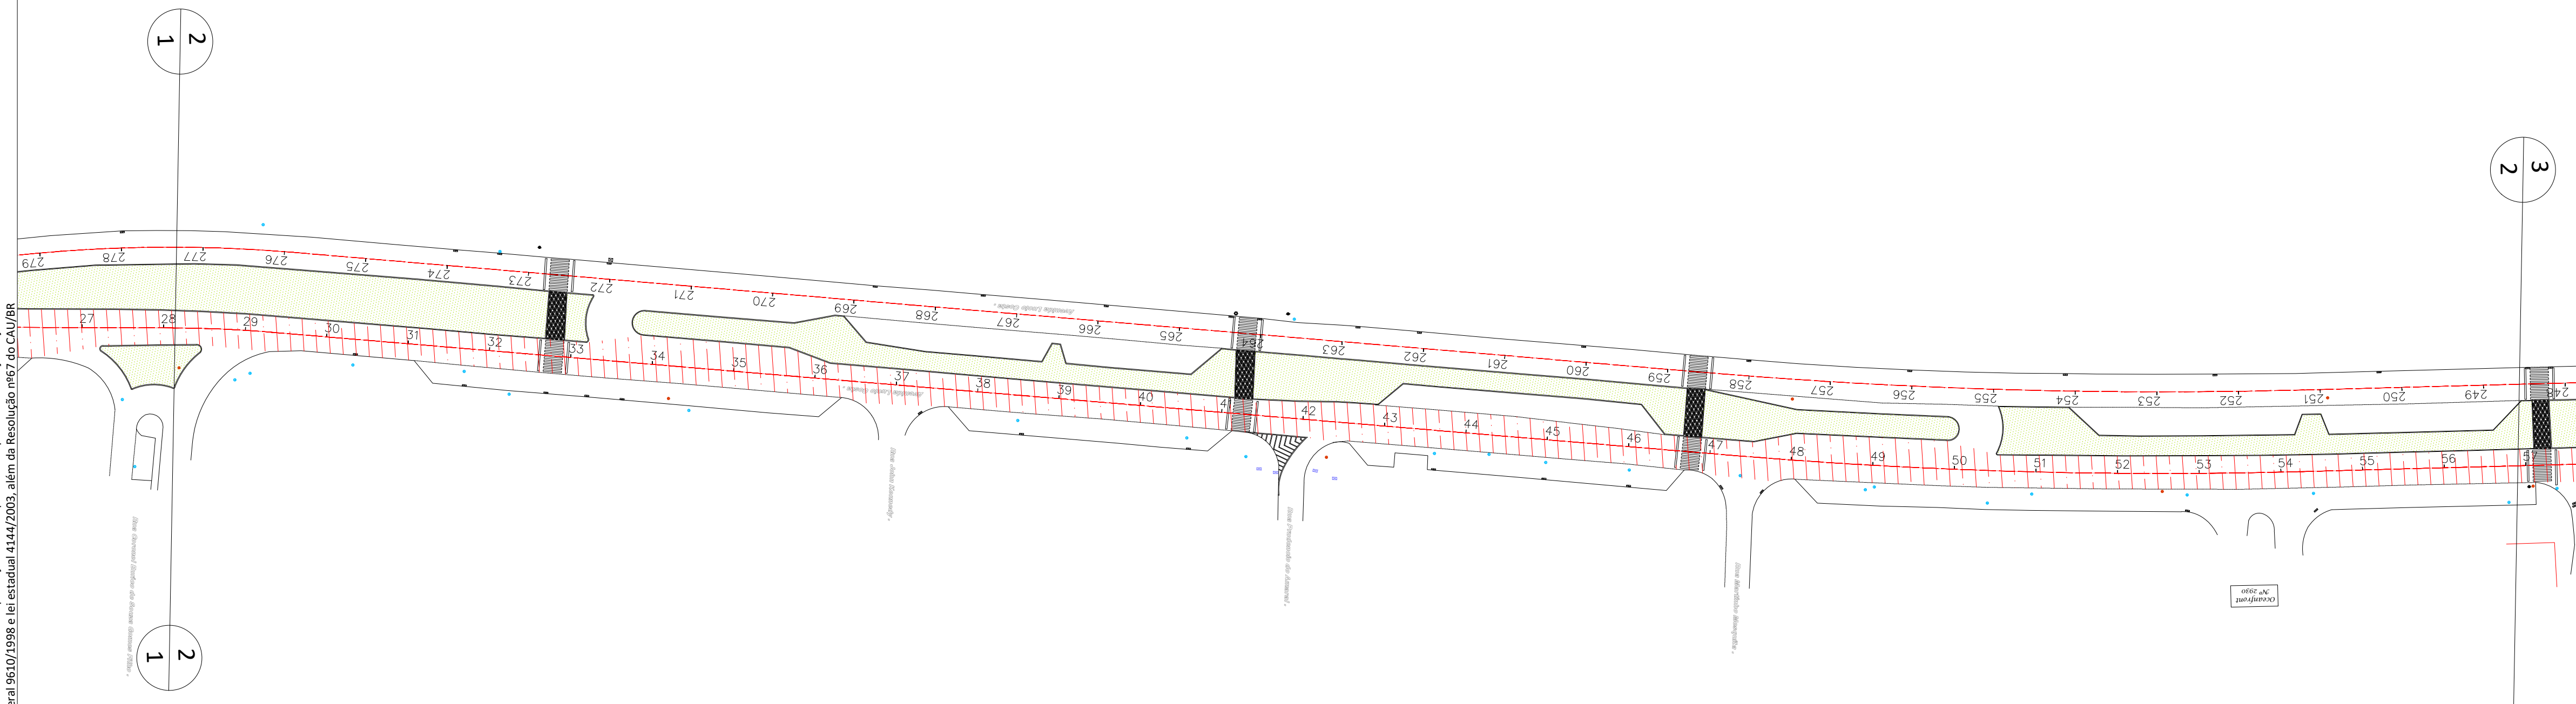 eral 9610/1998 e lei estadual 4144/2003, além da Resolução nº67 do CAU/BR
1 2
2 3
279 278 277 276 275 274 273 272 271 270 269 268 267 266 265 264 263 262 261 260 259 258 257 256 255 254 253 252 251 250 249 248
27 28 29 30 31 32 33 34 35 36 37 38 39 40 41 42 43 44 45 46 47 48 49 50 51 52 53 54 55 56 57
Oceanfront
Nº 2930
1 2